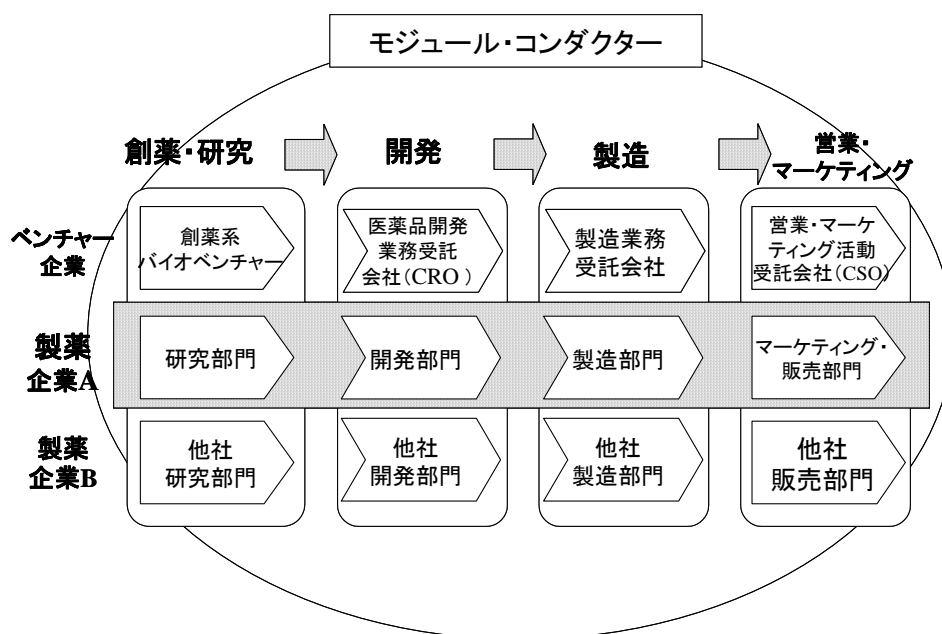 モジュール・コンダクター
創薬・研究
開発
製造
営業・
マーケティング
ベンチャー
企業
創薬系
バイオベンチャー
医薬品開発
業務受託
会社(CRO)
製造業務
受託会社
営業・マーケ
ティング活動
受託会社(CSO)
製薬
企業A
研究部門
開発部門
製造部門
マーケティング・
販売部門
製薬
企業B
他社
研究部門
他社
開発部門
他社
製造部門
他社
販売部門